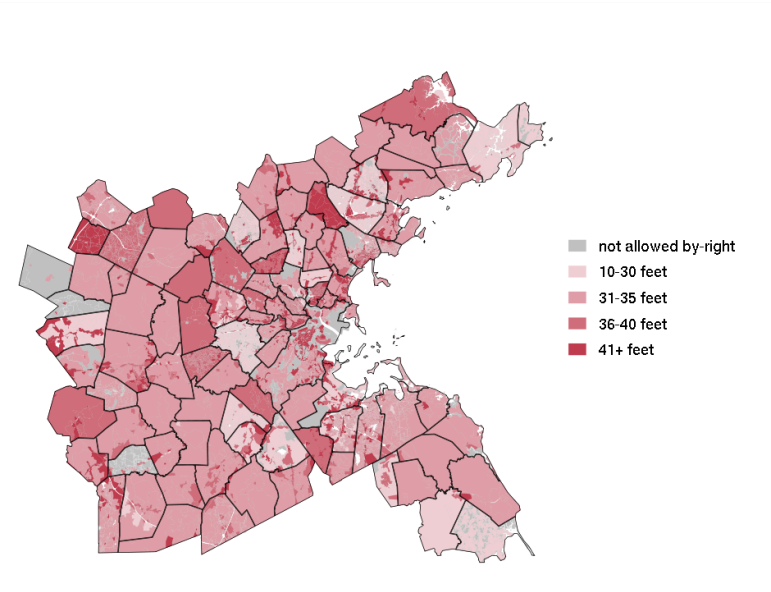 not allowed by-right
10-30 feet
31-35 feet
36-40 feet
41+ feet